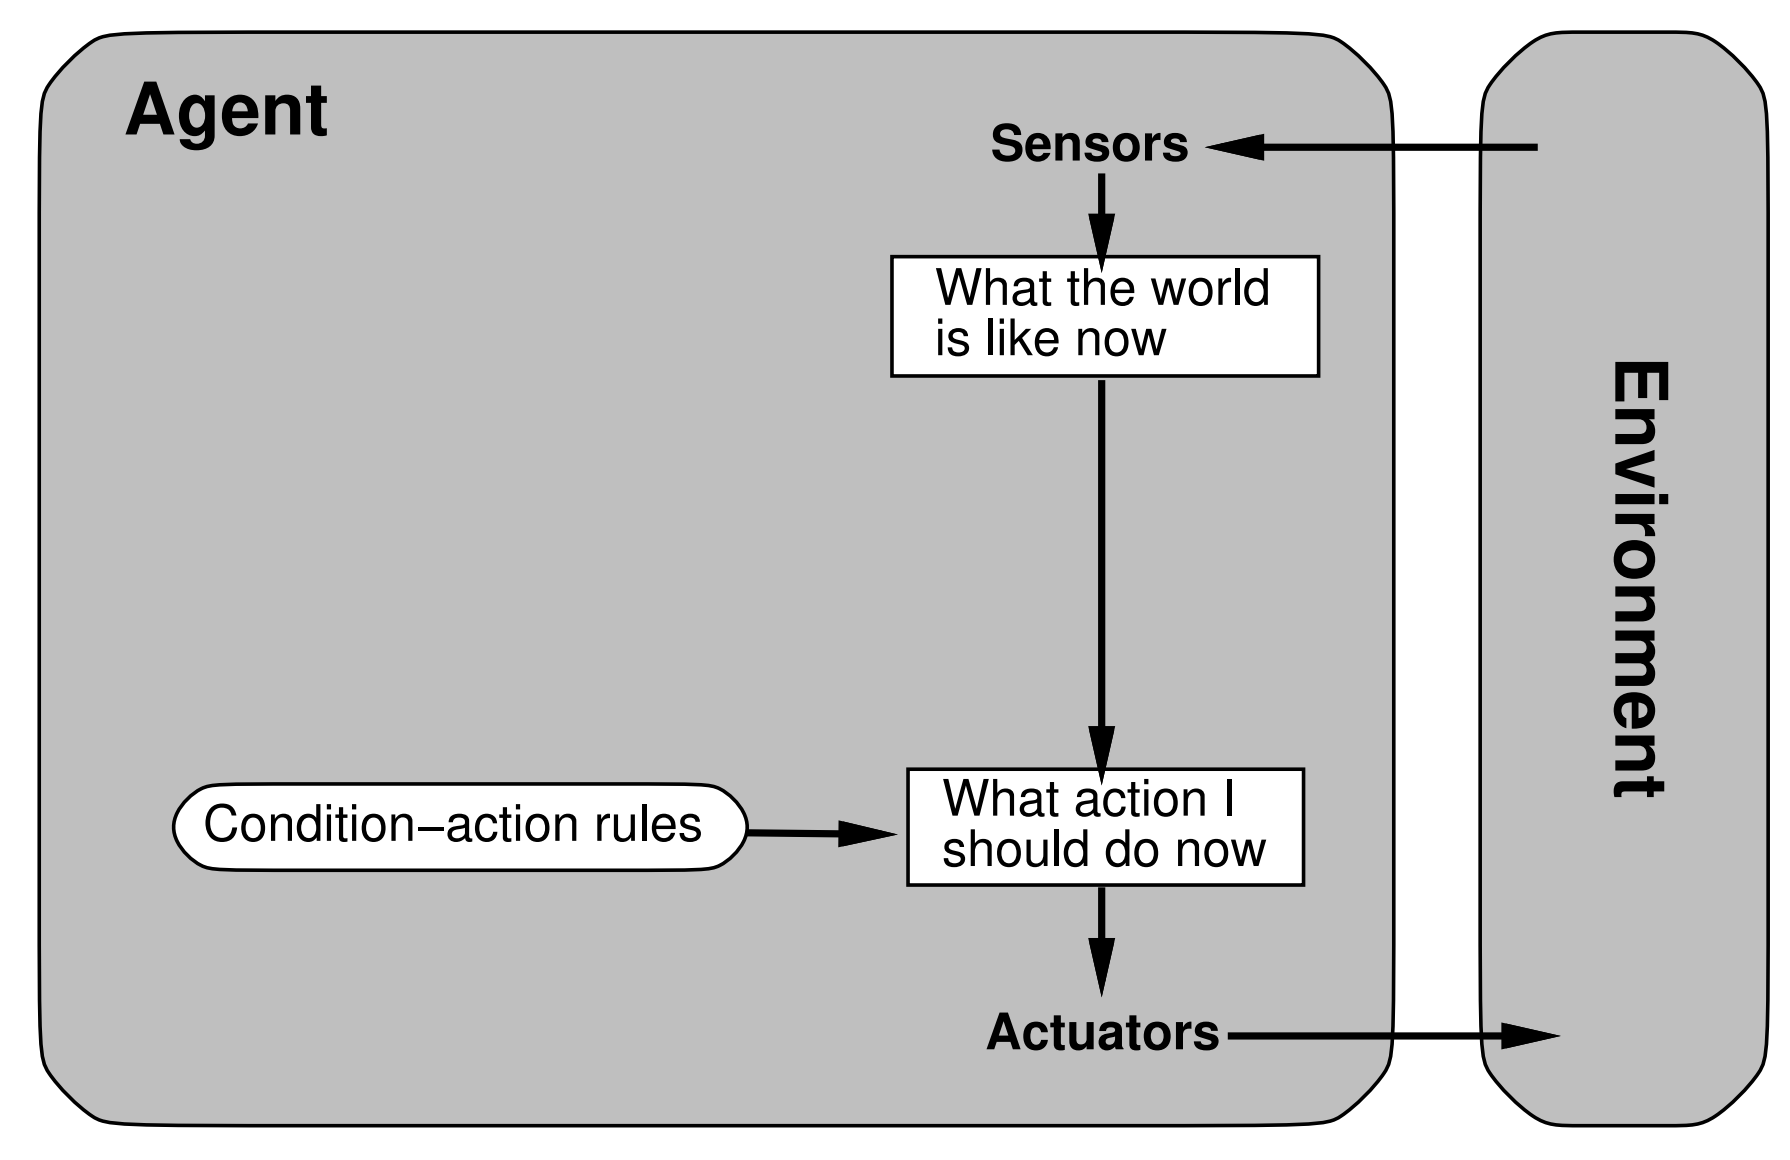 Agent
Sensors
What the world
is like now
Environment
Condition–action rules
What action I
should do now
Actuators